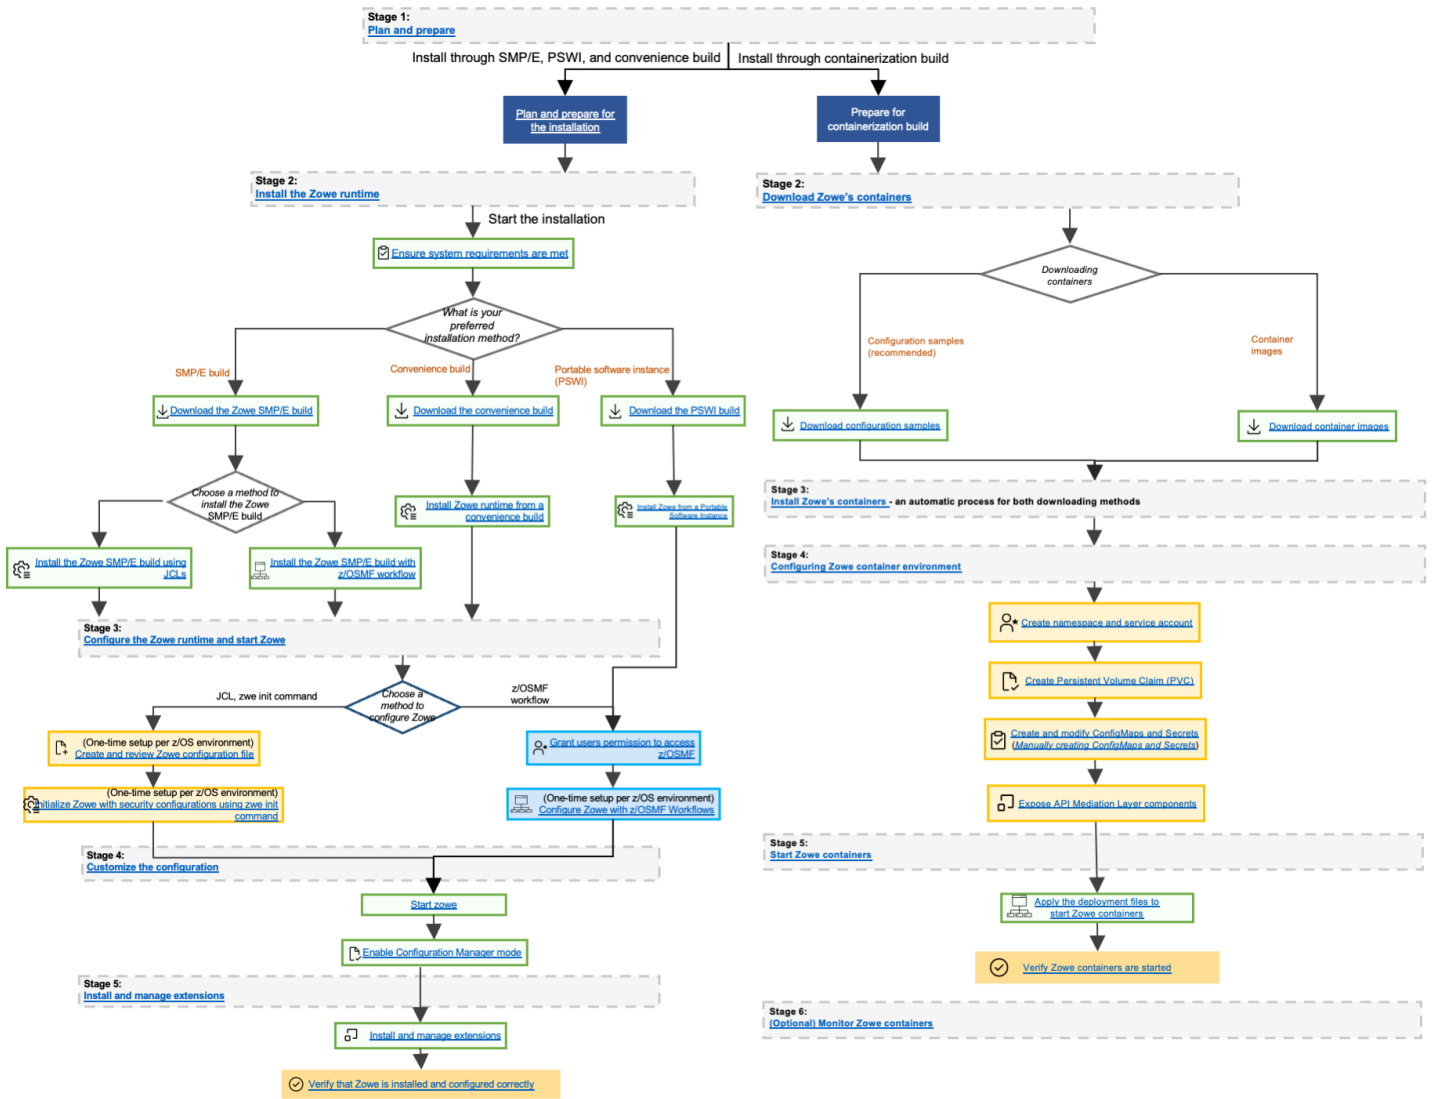 Stage 1:
Plan and prepare
Install through SMP/E, PSWI, and convenience build
Install through containerization build
Plan and prepare for
the installation
Prepare for
containerization build
Stage 2:
Install the Zowe runtime
Stage 2:
Download Zowe's containers
Start the installation
Ensure system requirements are met
What is your
preferred
installation method?
Downloading
containers
SMP/E build
Convenience build
Portable software instance
(PSWI)
Configuration samples
(recommended)
Container
images
Download the Zowe SMP/E build
Download the convenience build
Download the PSWI build
Download configuration samples
Download container images
Choose a method to
install the Zowe
SMP/E build
Install Zowe runtime from a
convenience build
Install Zowe from a Portable
Software Instance
Stage 3:
Install Zowe's containers - an automatic process for both downloading methods
Install the Zowe SMP/E build using
JCLs
Install the Zowe SMP/E build with
z/OSMF workflow
Stage 4:
Configuring Zowe container environment
Stage 3:
Configure the Zowe runtime and start Zowe
Create namespace and service account
Create Persistent Volume Claim (PVC)
JCL, zwe init command
Choose a
method to
configure Zowe
z/OSMF
workflow
(One-time setup per z/OS environment)
Create and review Zowe configuration file
Grant users permission to access
z/OSMF
Create and modify ConfigMaps and Secrets
(Manually creating ConfigMaps and Secrets)
(One-time setup per z/OS environment)
Initialize Zowe with security configurations using zwe init
command
(One-time setup per z/OS environment)
Configure Zowe with z/OSMF Workflows
Expose API Mediation Layer components
Stage 4:
Customize the configuration
Stage 5:
Start Zowe containers
Start zowe
Apply the deployment files to
start Zowe containers
Enable Configuration Manager mode
Verify Zowe containers are started
Stage 5:
Install and manage extensions
Stage 6:
(Optional) Monitor Zowe containers
Install and manage extensions
Verify that Zowe is installed and configured correctly